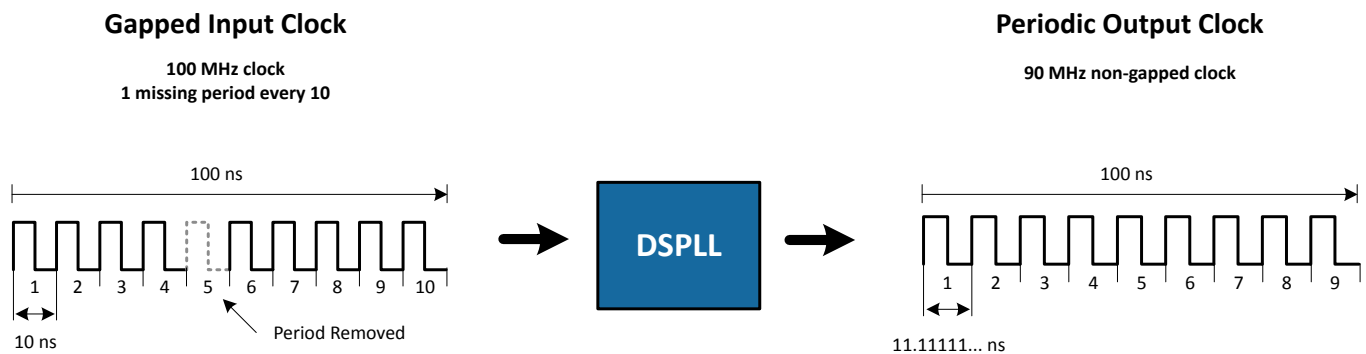 Gapped Input Clock
100 MHz clock
1 missing period every 10
100 ns
1 2 3 4 5 6 7 8 9 10
Period Removed
10 ns
DSPLL
Periodic Output Clock
90 MHz non-gapped clock
100 ns
1 2 3 4 5 6 7 8 9
11.11111... ns